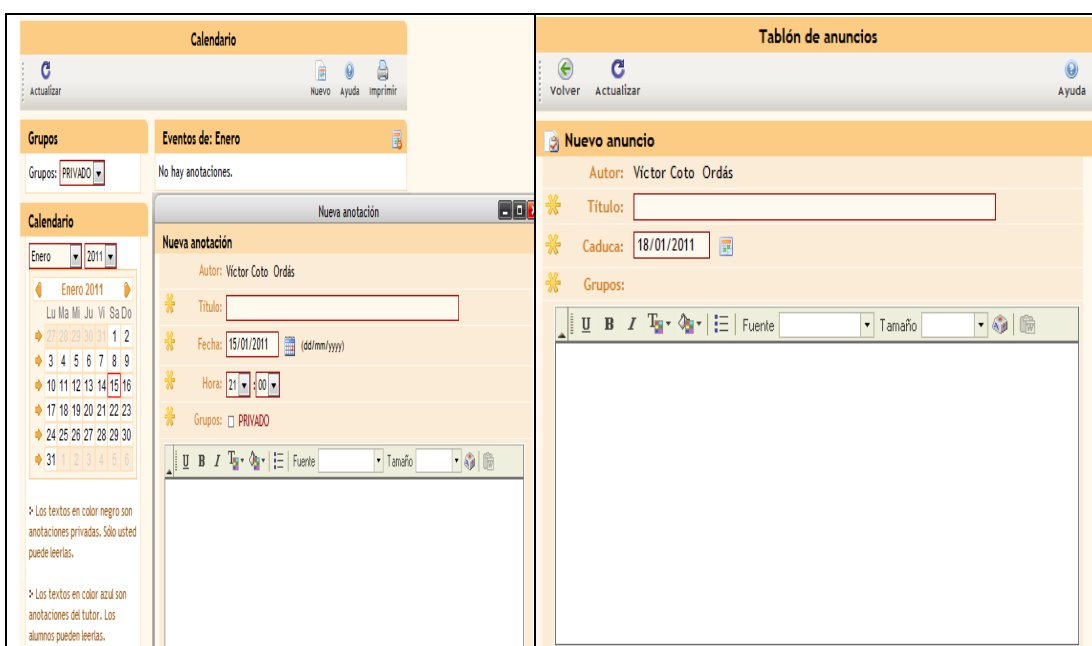 Calendario
Actualizar
Nuevo Ayuda Imprimir
Grupos
Grupos: PRIVADO
Eventos de: Enero
No hay anotaciones.
Calendario
Enero 2011
Enero 2011
Lu Ma Mi Ju Vi Sa Do
27 28 29 30 31 1 2
3 4 5 6 7 8 9
10 11 12 13 14 15 16
17 18 19 20 21 22 23
24 25 26 27 28 29 30
31 1 2 3 4 5 6
Los textos en color negro son
anotaciones privadas. Sólo usted
puede leerlas.
Los textos en color azul son
anotaciones del tutor. Los
alumnos pueden leerlas.
Nueva anotación
Nueva anotación
Autor: Víctor Coto Ordás
Título:
Fecha: 15/01/2011 (dd/mm/yyyy)
Hora: 21 : 00
Grupos: PRIVADO
U B I T Fuente Tamaño
Tablón de anuncios
Volver Actualizar
Ayuda
Nuevo anuncio
Autor: Víctor Coto Ordás
Título:
Caduca: 18/01/2011
Grupos:
U B I T Fuente Tamaño